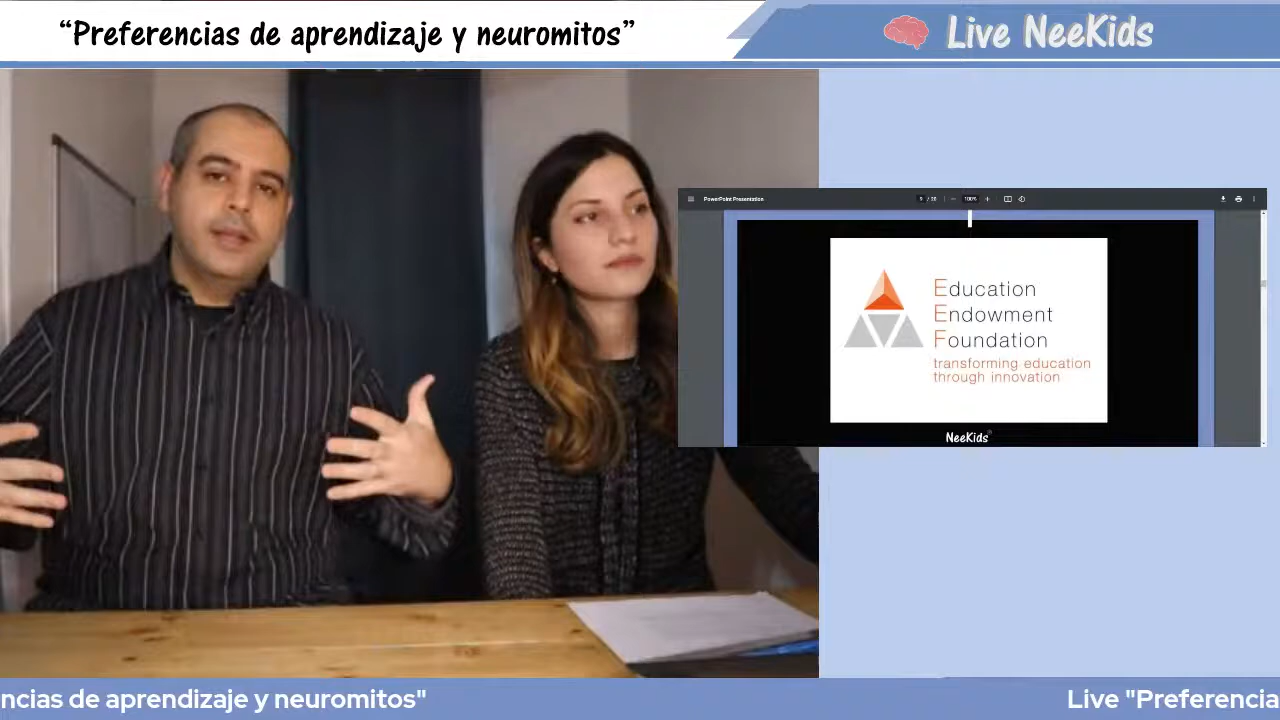 “Preferencias de aprendizaje y neuromitos”
Live NeeKids
PowerPoint Presentation
100%
Education
Endowment
Foundation
transforming education
through innovation
NeeKids
ncias de aprendizaje y neuromitos"
Live "Preferencia